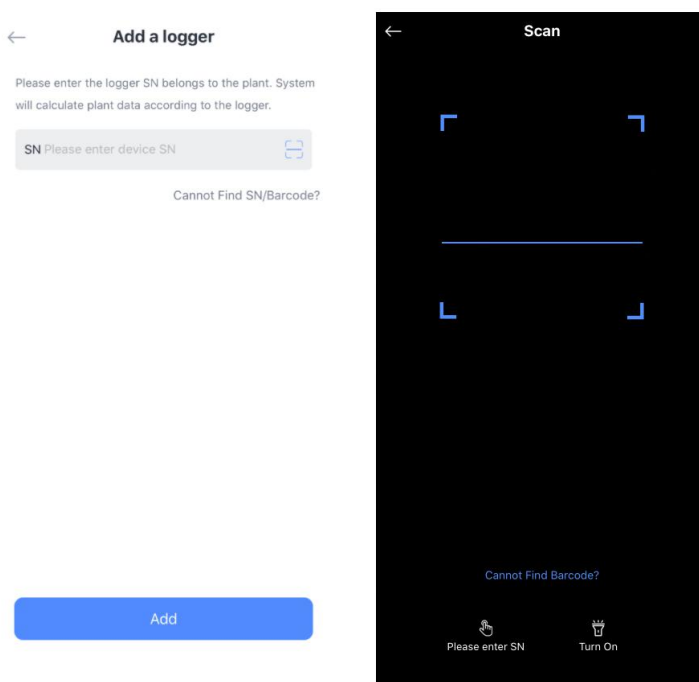 Add a logger
Please enter the logger SN belongs to the plant. System
will calculate plant data according to the logger.
SN Please enter device SN
Cannot Find SN/Barcode?
Add
Scan
Cannot Find Barcode?
Please enter SN
Turn On